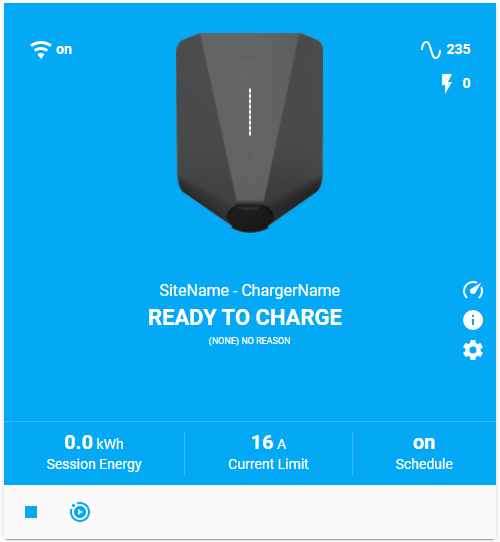 on
235
0
SiteName - ChargerName
READY TO CHARGE
(NONE) NO REASON
0.0 kWh
Session Energy
16 A
Current Limit
on
Schedule